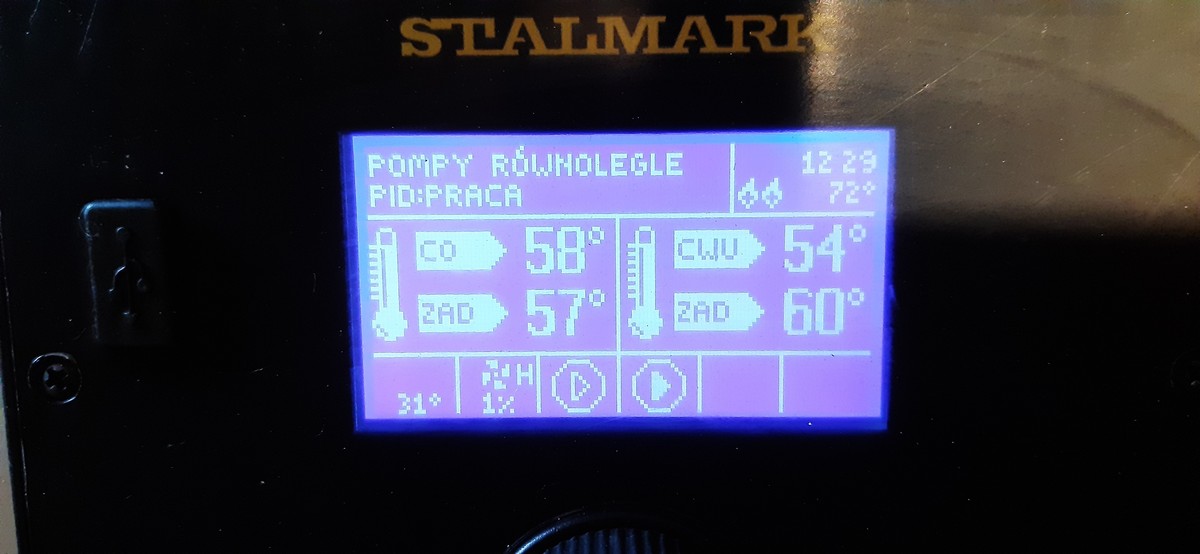 STALMARK
POMPY RÓWNOLEGLE
PID:PRACA
12 29
72°
CO 58°
ZAD 57°
CWU 54°
ZAD 60°
31°
H
1%